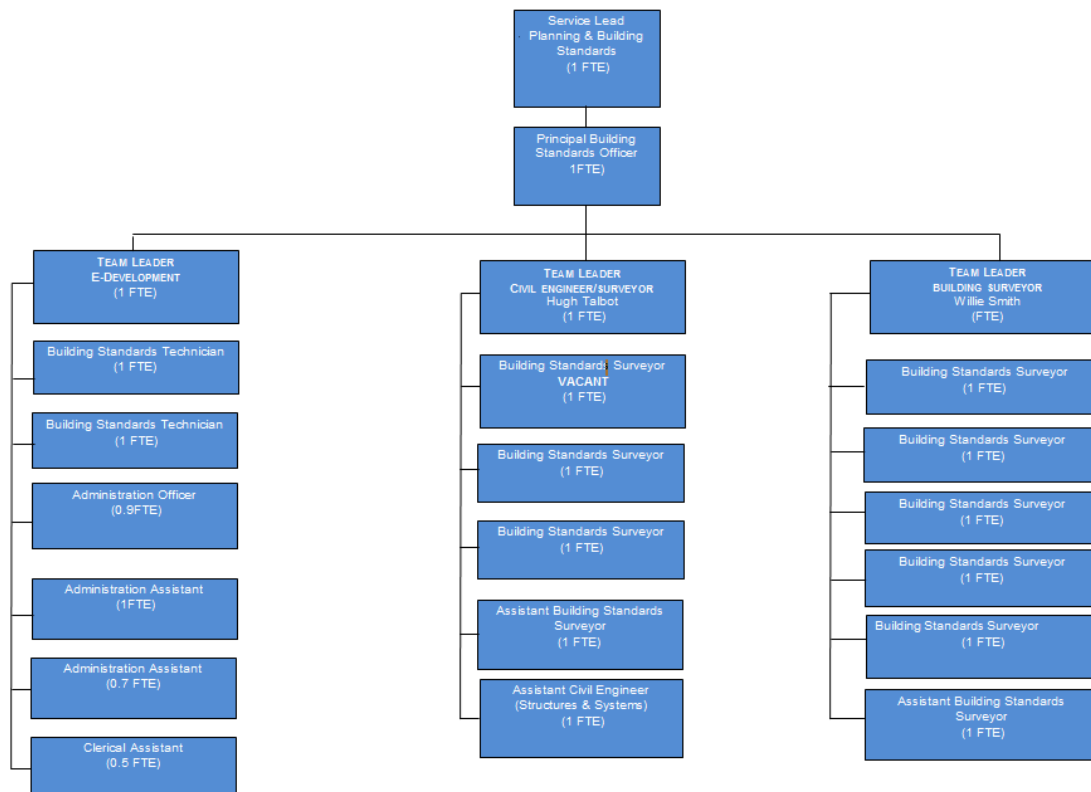 Service Lead
Planning & Building
Standards
(1 FTE)
Principal Building
Standards Officer
1FTE)
TEAM LEADER
E-DEVELOPMENT
(1 FTE)
Building Standards Technician
(1 FTE)
Building Standards Technician
(1 FTE)
Administration Officer
(0.9FTE)
Administration Assistant
(1FTE)
Administration Assistant
(0.7 FTE)
Clerical Assistant
(0.5 FTE)
TEAM LEADER
CIVIL ENGINEER/SURVEYOR
Hugh Talbot
(1 FTE)
Building Standards Surveyor
VACANT
(1 FTE)
Building Standards Surveyor
(1 FTE)
Building Standards Surveyor
(1 FTE)
Assistant Building Standards
Surveyor
(1 FTE)
Assistant Civil Engineer
(Structures & Systems)
(1 FTE)
TEAM LEADER
BUILDING SURVEYOR
Willie Smith
(FTE)
Building Standards Surveyor
(1 FTE)
Building Standards Surveyor
(1 FTE)
Building Standards Surveyor
(1 FTE)
Building Standards Surveyor
(1 FTE)
Building Standards Surveyor
(1 FTE)
Assistant Building Standards
Surveyor
(1 FTE)